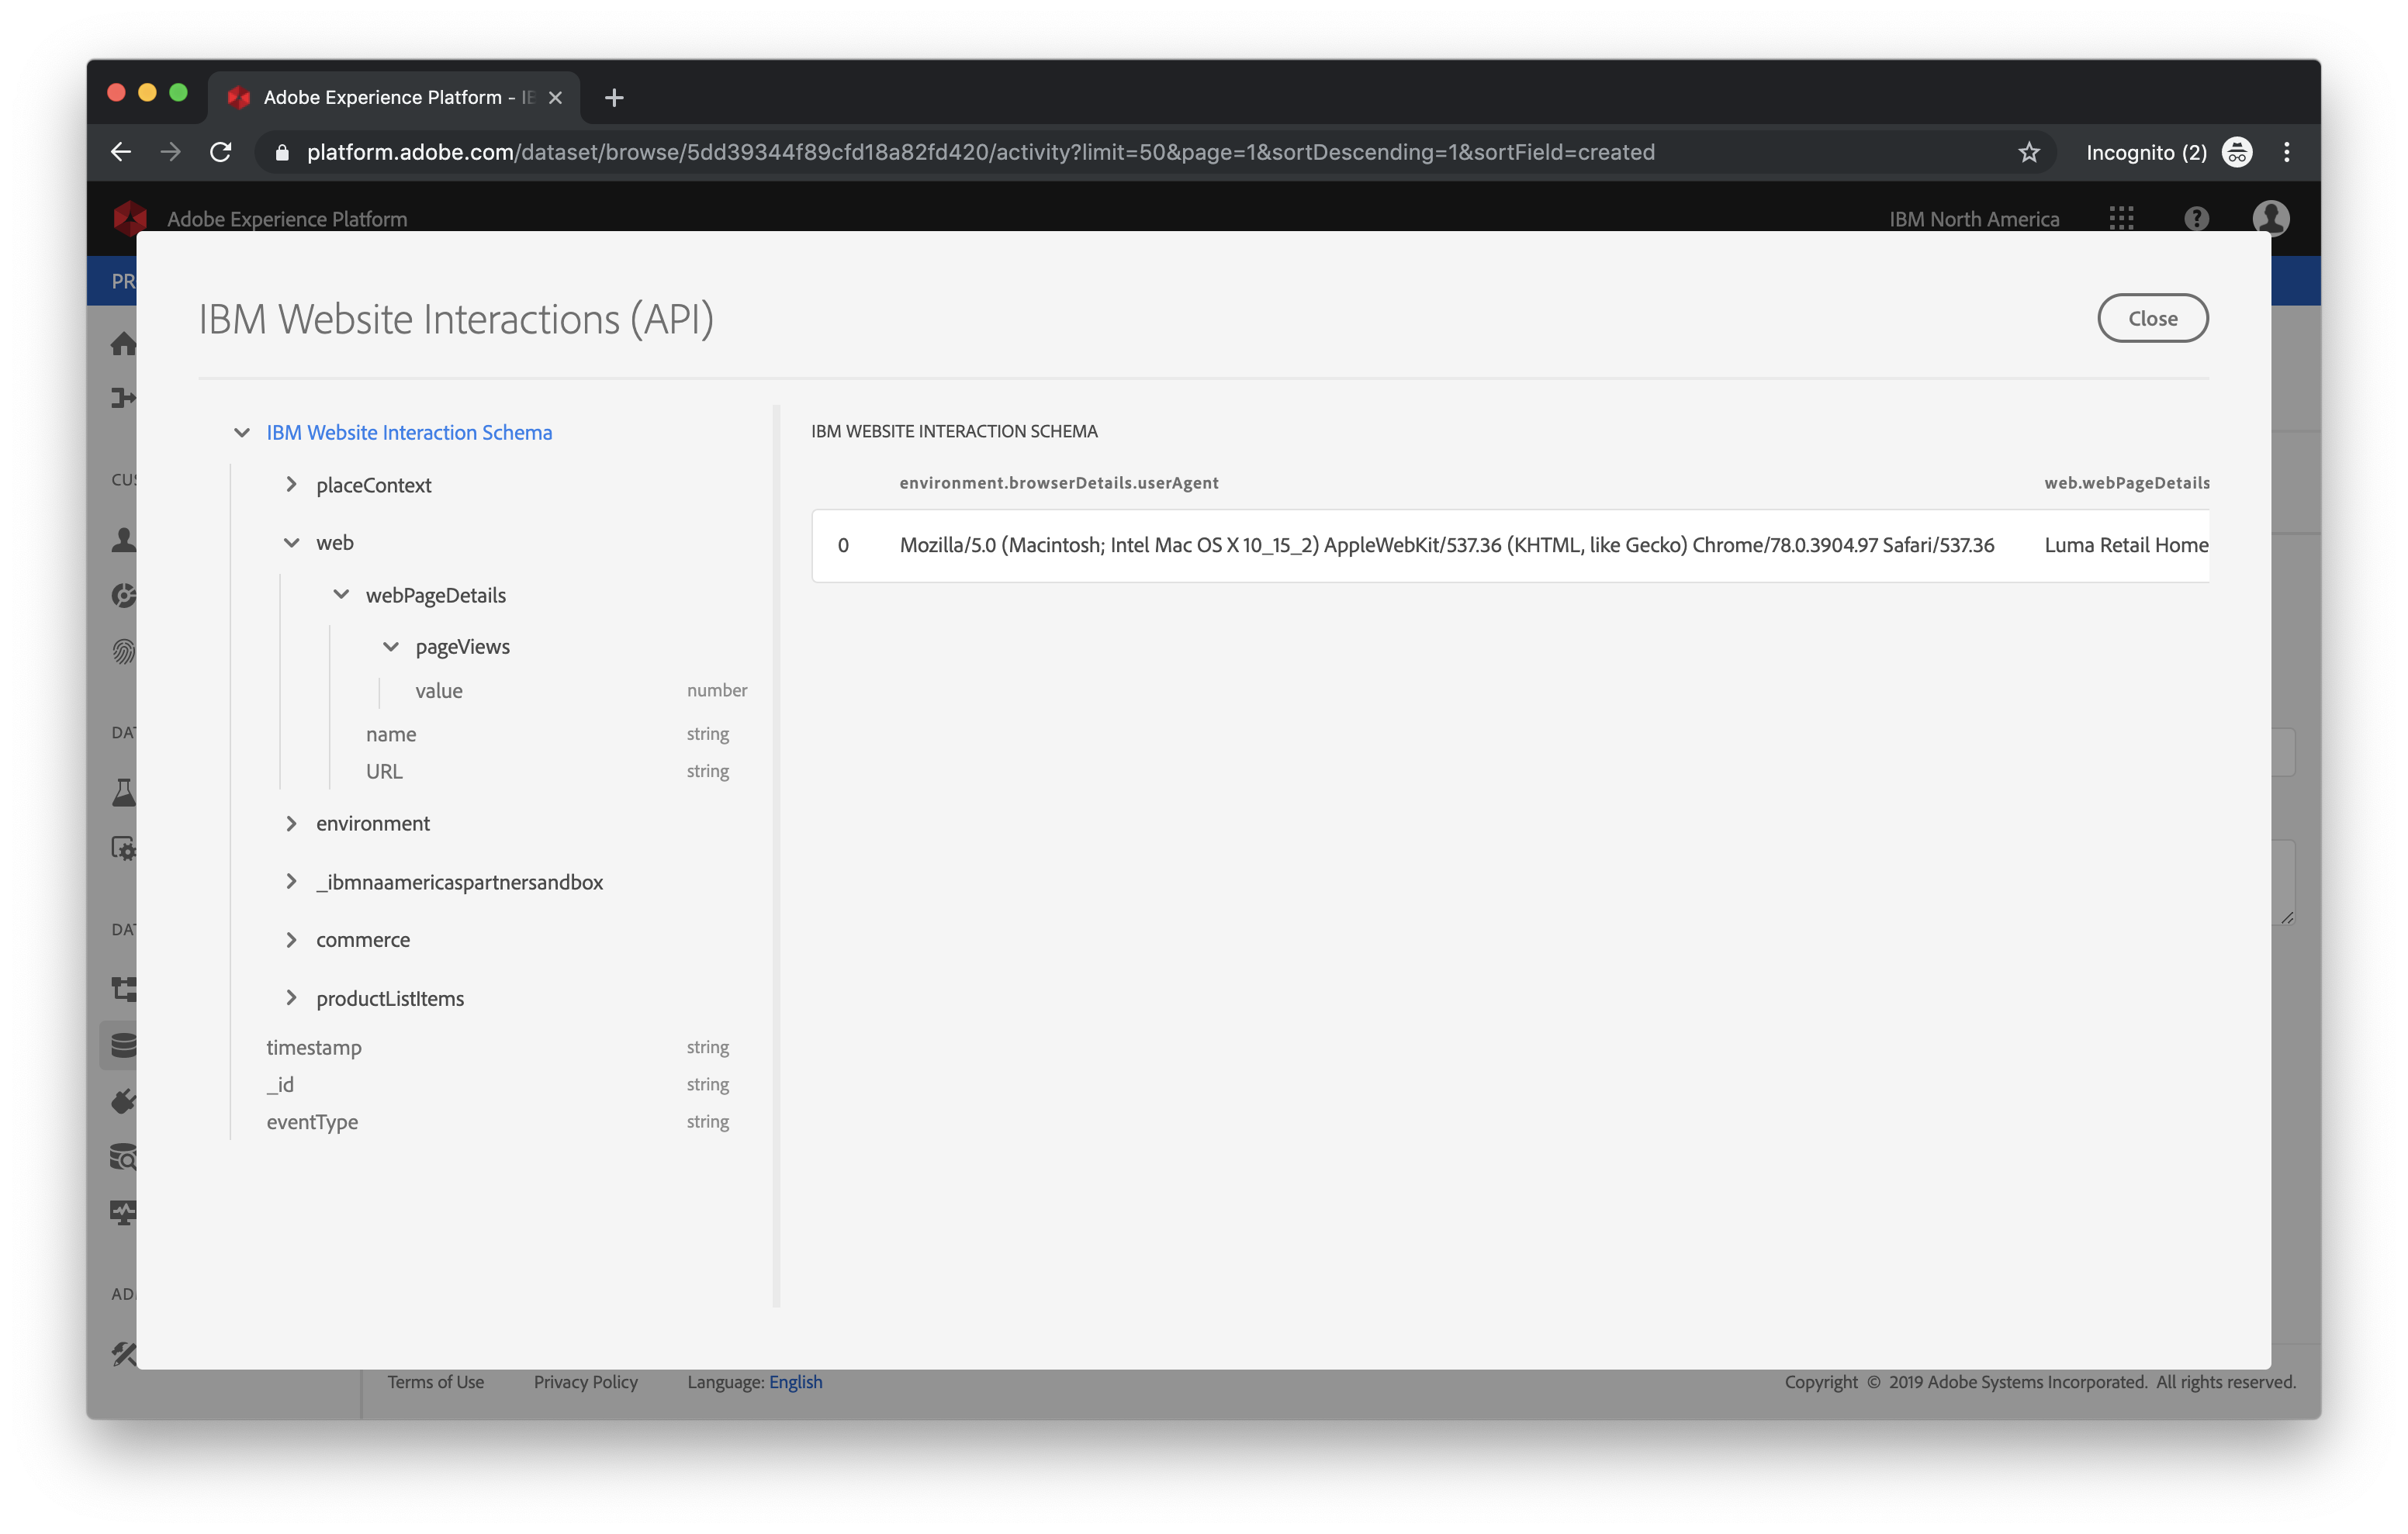 Adobe Experience Platform - IE
platform.adobe.com/dataset/browse/5dd39344f89cfd18a82fd420/activity?limit=50&page=1&sortDescending=1&sortField=created
Incognito (2)
Adobe Experience Platform
IBM North America
PR
IBM Website Interactions (API)
Close
IBM Website Interaction Schema
placeContext
web
webPageDetails
pageViews
value number
name string
URL string
environment
_ibmnaamericaspartnersandbox
commerce
productListItems
timestamp string
_id string
eventType string
IBM WEBSITE INTERACTION SCHEMA
environment.browserDetails.userAgent web.webPageDetails
0 Mozilla/5.0 (Macintosh; Intel Mac OS X 10_15_2) AppleWebKit/537.36 (KHTML, like Gecko) Chrome/78.0.3904.97 Safari/537.36 Luma Retail Home
CUS
DAT
DAT
AD
Terms of Use Privacy Policy Language: English
Copyright © 2019 Adobe Systems Incorporated. All rights reserved.